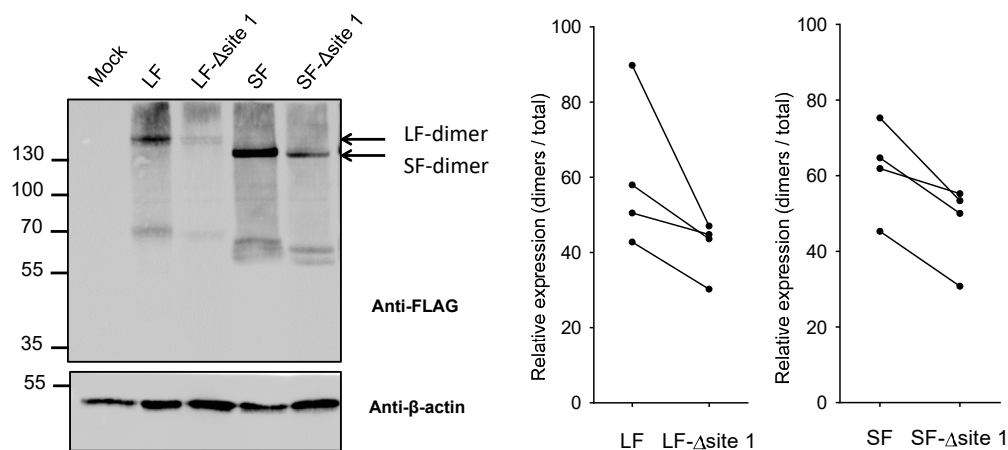 Mock LF LF-Δsite 1 SF SF-Δsite 1
LF-dimer
SF-dimer
130
100
70
55
35
Anti-FLAG
55
Anti-β-actin
Relative expression (dimers / total)
100
80
60
40
20
0
LF LF-Δsite 1
Relative expression (dimers / total)
100
80
60
40
20
0
SF SF-Δsite 1